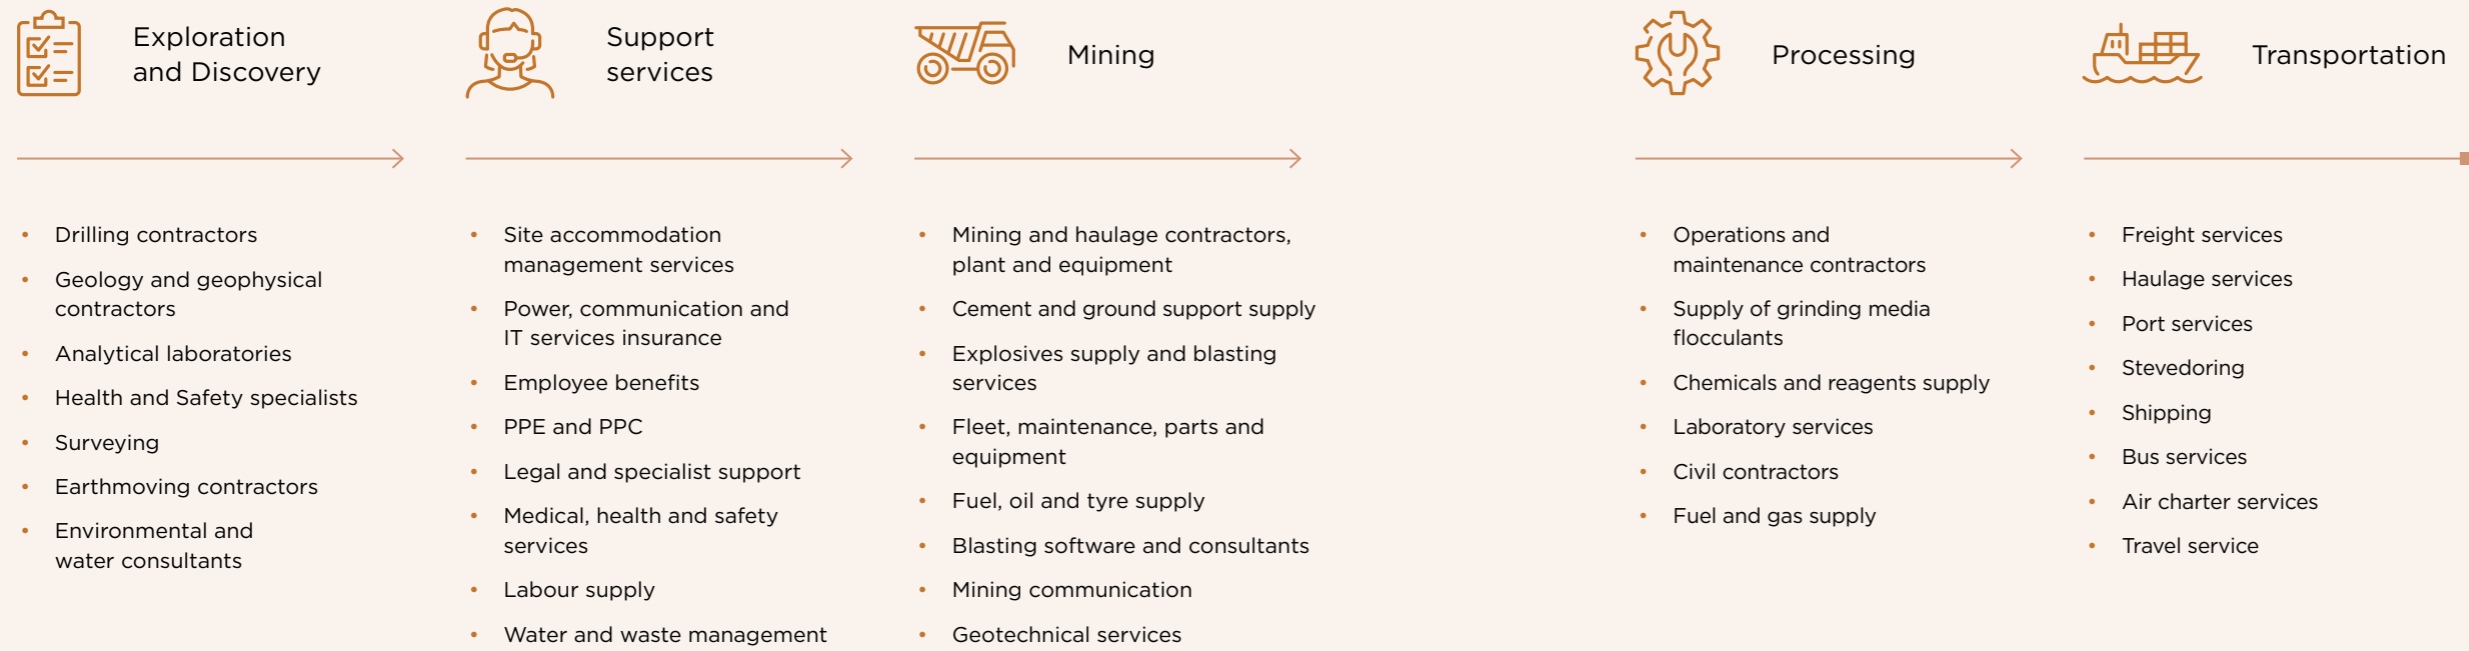 Exploration
and Discovery
Drilling contractors
Geology and geophysical
contractors
Analytical laboratories
Health and Safety specialists
Surveying
Earthmoving contractors
Environmental and
water consultants
Support
services
Site accommodation
management services
Power, communication and
IT services insurance
Employee benefits
PPE and PPC
Legal and specialist support
Medical, health and safety
services
Labour supply
Water and waste management
Mining
Mining and haulage contractors,
plant and equipment
Cement and ground support supply
Explosives supply and blasting
services
Fleet, maintenance, parts and
equipment
Fuel, oil and tyre supply
Blasting software and consultants
Mining communication
Geotechnical services
Processing
Operations and
maintenance contractors
Supply of grinding media
flocculants
Chemicals and reagents supply
Laboratory services
Civil contractors
Fuel and gas supply
Transportation
Freight services
Haulage services
Port services
Stevedoring
Shipping
Bus services
Air charter services
Travel service